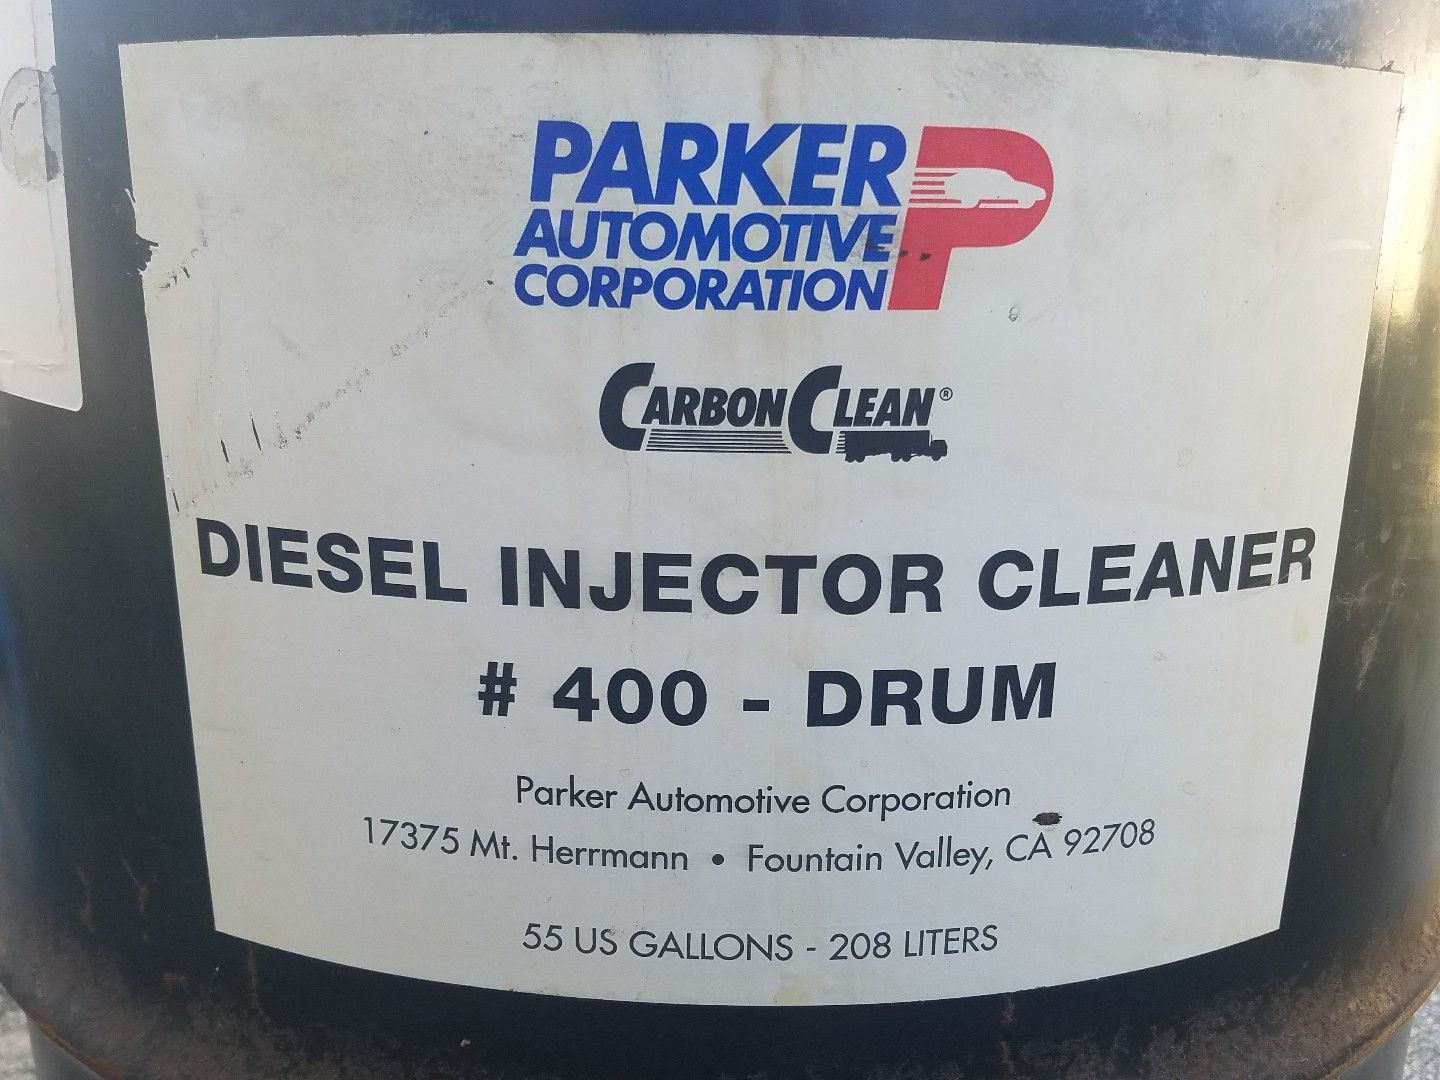 PARKER
AUTOMOTIVE
CORPORATION
P
CARBON CLEAN®
DIESEL INJECTOR CLEANER
# 400 - DRUM
Parker Automotive Corporation
17375 Mt. Herrmann • Fountain Valley, CA 92708
55 US GALLONS - 208 LITERS